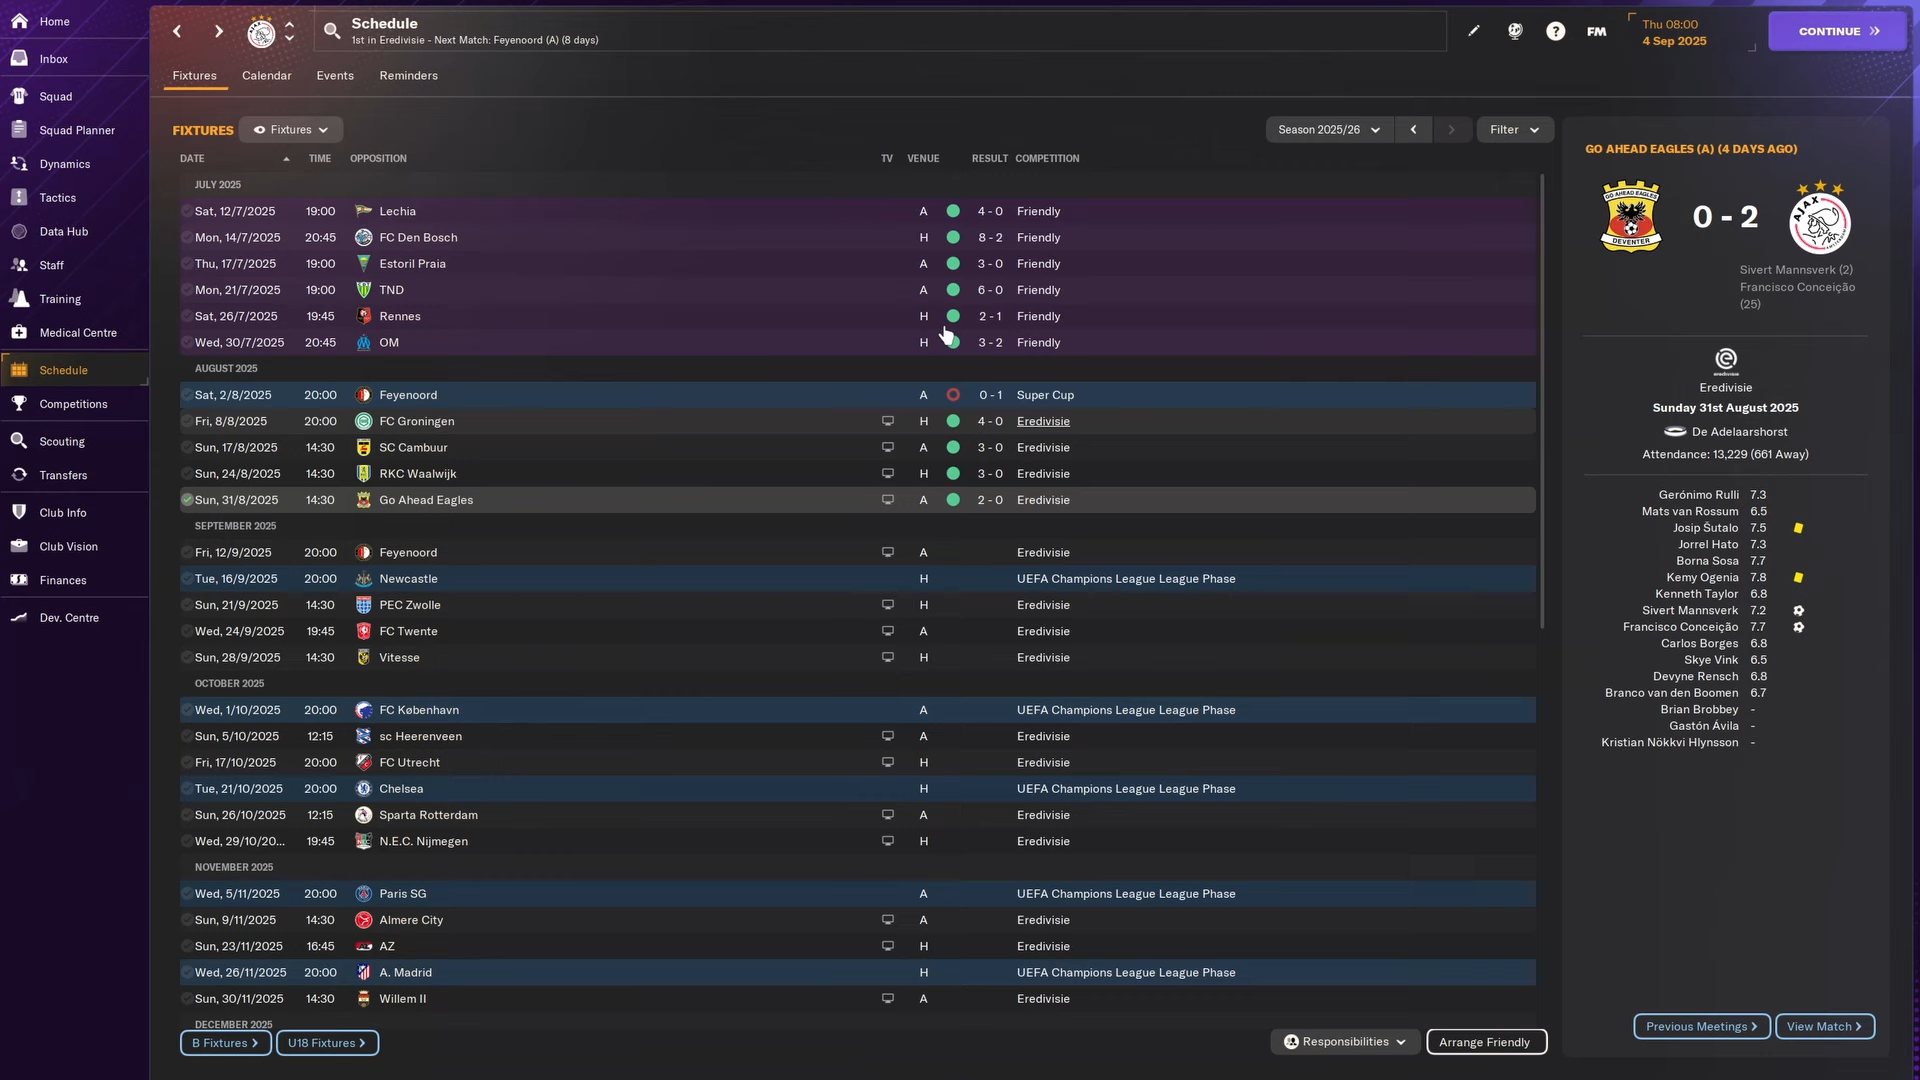 Home
Inbox
Squad
Squad Planner
Dynamics
Tactics
Data Hub
Staff
Training
Medical Centre
Schedule
Competitions
Scouting
Transfers
Club Info
Club Vision
Finances
Dev. Centre
Schedule
1st in Eredivisie - Next Match: Feyenoord (A) (8 days)
FM
Thu 08:00
4 Sep 2025
CONTINUE
Fixtures Calendar Events Reminders
FIXTURES Fixtures Season 2025/26 Filter
DATE TIME OPPOSITION TV VENUE RESULT COMPETITION
JULY 2025
Sat, 12/7/2025 19:00 Lechia A 4 - 0 Friendly
Mon, 14/7/2025 20:45 FC Den Bosch H 8 - 2 Friendly
Thu, 17/7/2025 19:00 Estoril Praia A 3 - 0 Friendly
Mon, 21/7/2025 19:00 TND A 6 - 0 Friendly
Sat, 26/7/2025 19:45 Rennes H 2 - 1 Friendly
Wed, 30/7/2025 20:45 OM H 3 - 2 Friendly
AUGUST 2025
Sat, 2/8/2025 20:00 Feyenoord A 0 - 1 Super Cup
Fri, 8/8/2025 20:00 FC Groningen H 4 - 0 Eredivisie
Sun, 17/8/2025 14:30 SC Cambuur A 3 - 0 Eredivisie
Sun, 24/8/2025 14:30 RKC Waalwijk H 3 - 0 Eredivisie
Sun, 31/8/2025 14:30 Go Ahead Eagles A 2 - 0 Eredivisie
SEPTEMBER 2025
Fri, 12/9/2025 20:00 Feyenoord A Eredivisie
Tue, 16/9/2025 20:00 Newcastle H UEFA Champions League League Phase
Sun, 21/9/2025 14:30 PEC Zwolle H Eredivisie
Wed, 24/9/2025 19:45 FC Twente A Eredivisie
Sun, 28/9/2025 14:30 Vitesse H Eredivisie
OCTOBER 2025
Wed, 1/10/2025 20:00 FC København A UEFA Champions League League Phase
Sun, 5/10/2025 12:15 sc Heerenveen A Eredivisie
Fri, 17/10/2025 20:00 FC Utrecht H Eredivisie
Tue, 21/10/2025 20:00 Chelsea H UEFA Champions League League Phase
Sun, 26/10/2025 12:15 Sparta Rotterdam A Eredivisie
Wed, 29/10/20... 19:45 N.E.C. Nijmegen H Eredivisie
NOVEMBER 2025
Wed, 5/11/2025 20:00 Paris SG A UEFA Champions League League Phase
Sun, 9/11/2025 14:30 Almere City A Eredivisie
Sun, 23/11/2025 16:45 AZ H Eredivisie
Wed, 26/11/2025 20:00 A. Madrid H UEFA Champions League League Phase
Sun, 30/11/2025 14:30 Willem II A Eredivisie
DECEMBER 2025
B Fixtures U18 Fixtures Responsibilities Arrange Friendly
GO AHEAD EAGLES (A) (4 DAYS AGO)
GO AHEAD EAGLES
DEVENTER
0 - 2
AJAX
Sivert Mannsverk (2)
Francisco Conceição
(25)
eredivisie
Eredivisie
Sunday 31st August 2025
De Adelaarshorst
Attendance: 13,229 (661 Away)
Gerónimo Rulli 7.3
Mats van Rossum 6.5
Josip Šutalo 7.5
Jorrel Hato 7.3
Borna Sosa 7.7
Kemy Ogenia 7.8
Kenneth Taylor 6.8
Sivert Mannsverk 7.2
Francisco Conceição 7.7
Carlos Borges 6.8
Skye Vink 6.5
Devyne Rensch 6.8
Branco van den Boomen 6.7
Brian Brobbey -
Gastón Ávila -
Kristian Nökkvi Hlynsson -
Previous Meetings View Match